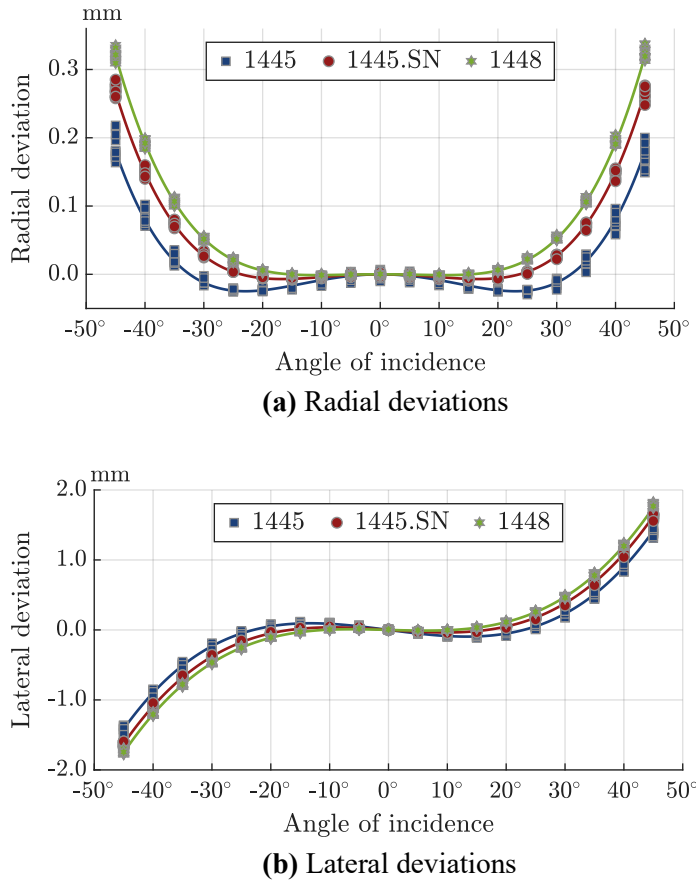 mm
1445 1445.SN 1448
Radial deviation
0.3
0.2
0.1
0.0
-50° -40° -30° -20° -10° 0° 10° 20° 30° 40° 50°
Angle of incidence
(a) Radial deviations
mm
1445 1445.SN 1448
Lateral deviation
2.0
1.0
0.0
-1.0
-2.0
-50° -40° -30° -20° -10° 0° 10° 20° 30° 40° 50°
Angle of incidence
(b) Lateral deviations